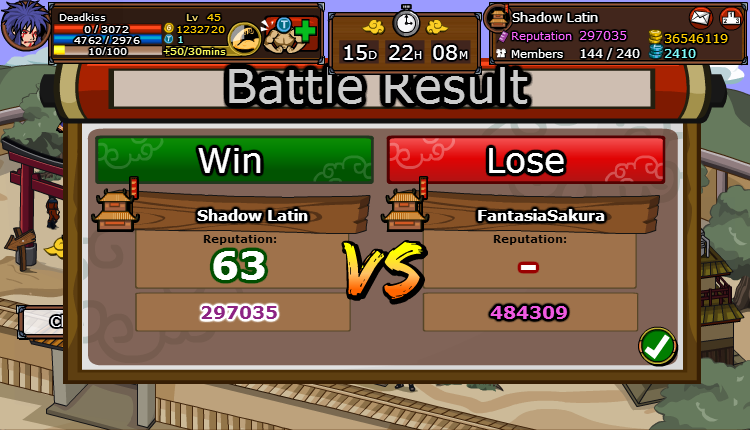 Deadkiss Lv 45
0 / 3072
G 1232720
4762 / 2976
T 1
10/100
+50/30mins
T
15D 22H 08M
Shadow Latin
Reputation 297035
36546119
Members 144 / 240
2410
Battle Result
Win
Lose
Shadow Latin
FantasiaSakura
Reputation:
Reputation:
63
VS
-
297035
484309